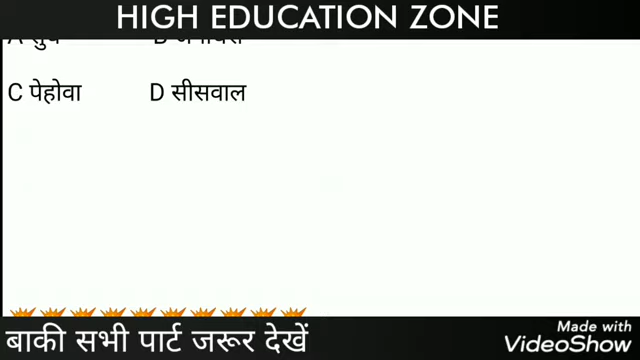 HIGH EDUCATION ZONE
C पेहोवा D सीसवाल
बाकी सभी पार्ट जरूर देखें
Made with
VideoShow